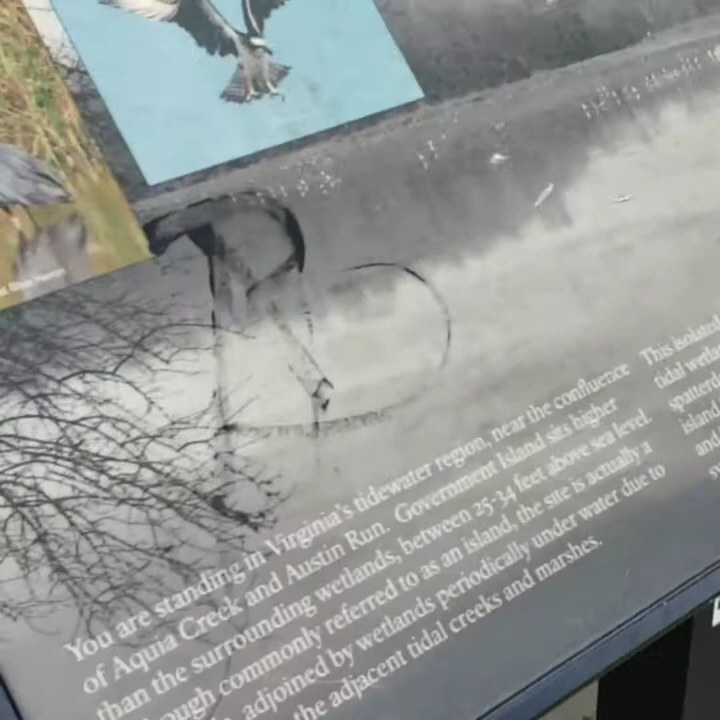 You are standing in Virginia's tidewater region, near the confluence
of Aquia Creek and Austin Run. Government Island sits higher
than the surrounding wetlands, between 25-34 feet above sea level
ough commonly referred to as an island, the site is actually a
adjoined by wetlands periodically under water due to
the adjacent tidal creeks and marshes.
This isolated
tidal wetl
spatterd
island
and